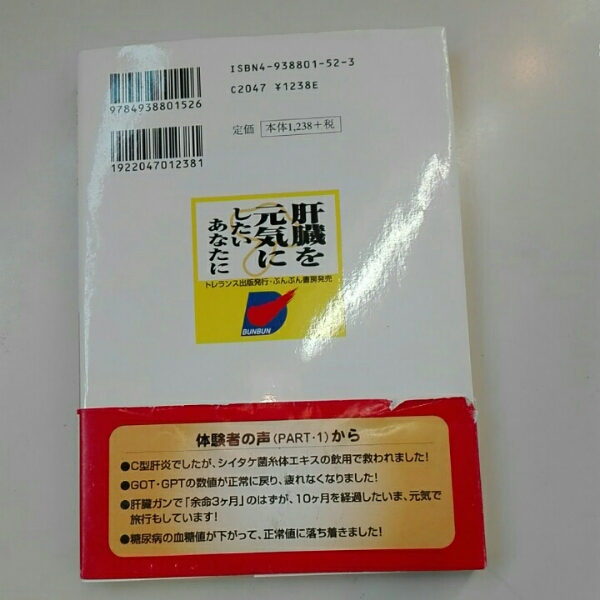 ISBN4-938801-52-3
C2047 ¥1238E
9784938801526
定価 本体1,238+税
1922047012381
肝臓を
元気に
したい
あなたに
トレランス出版発行・ぶんぶん書房発売
BUNBUN
体験者の声(PART・1)から
●C型肝炎でしたが、シイタケ菌糸体エキスの飲用で救われました!
●GOT・GPTの数値が正常に戻り、疲れなくなりました!
●肝臓ガンで「余命3ヶ月」のはずが、10ヶ月を経過したいま、元気で
旅行もしています!
●糖尿病の血糖値が下がって、正常値に落ち着きました!